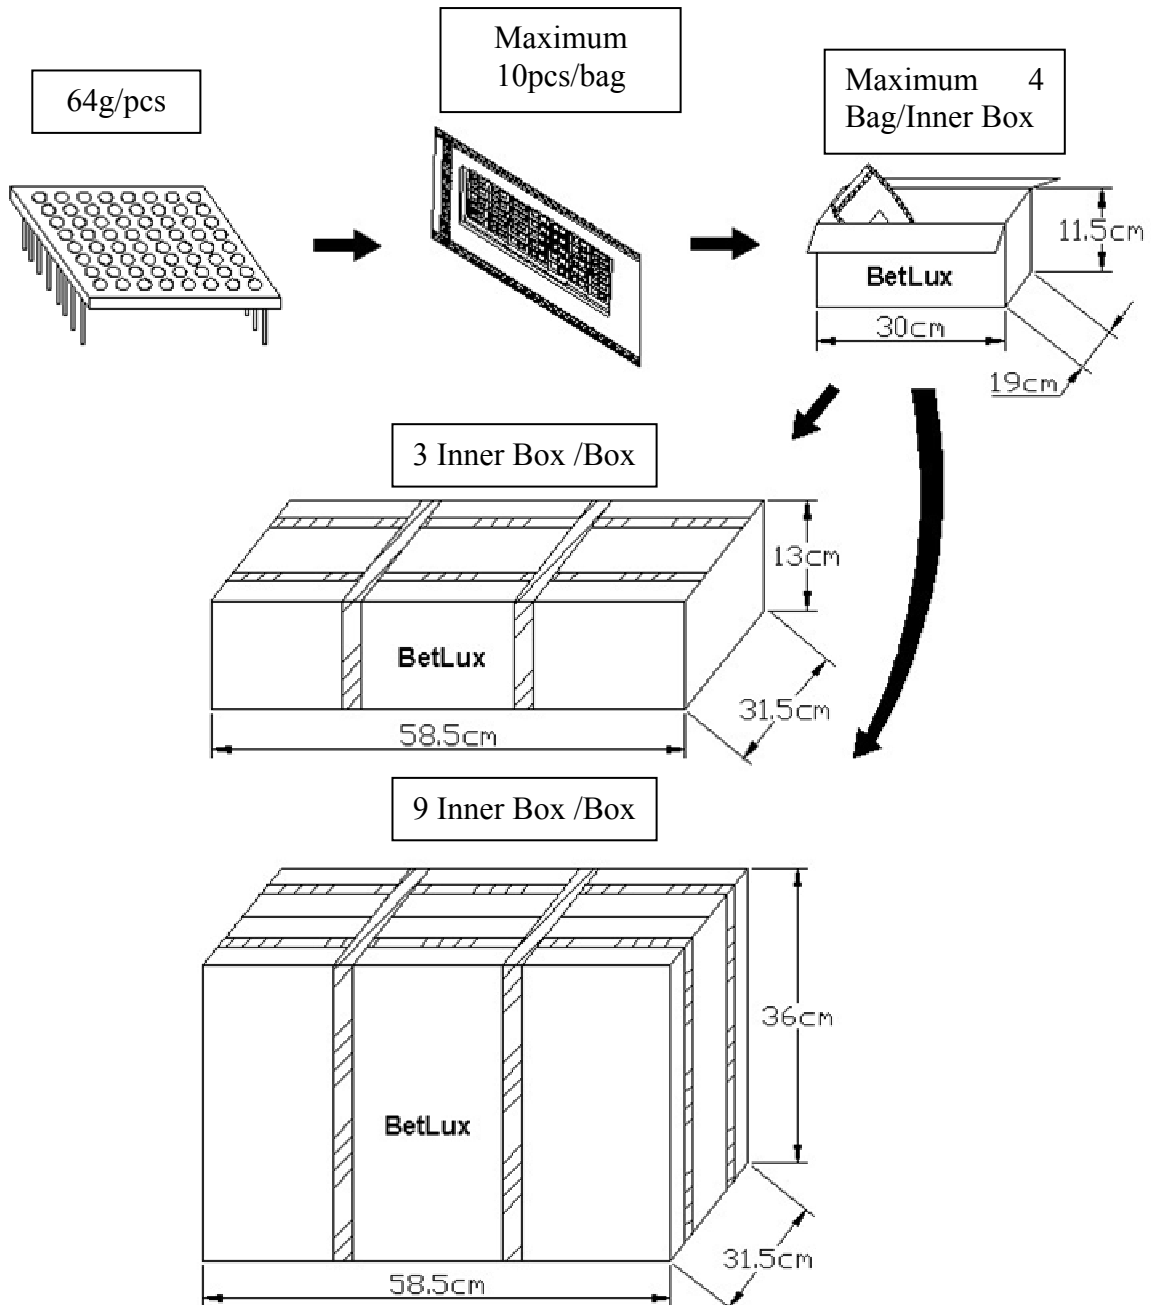 64g/pcs
Maximum
10pcs/bag
Maximum 4
Bag/Inner Box
BetLux
11.5cm
30cm
19cm
3 Inner Box /Box
BetLux
13cm
31.5cm
58.5cm
9 Inner Box /Box
BetLux
36cm
31.5cm
58.5cm